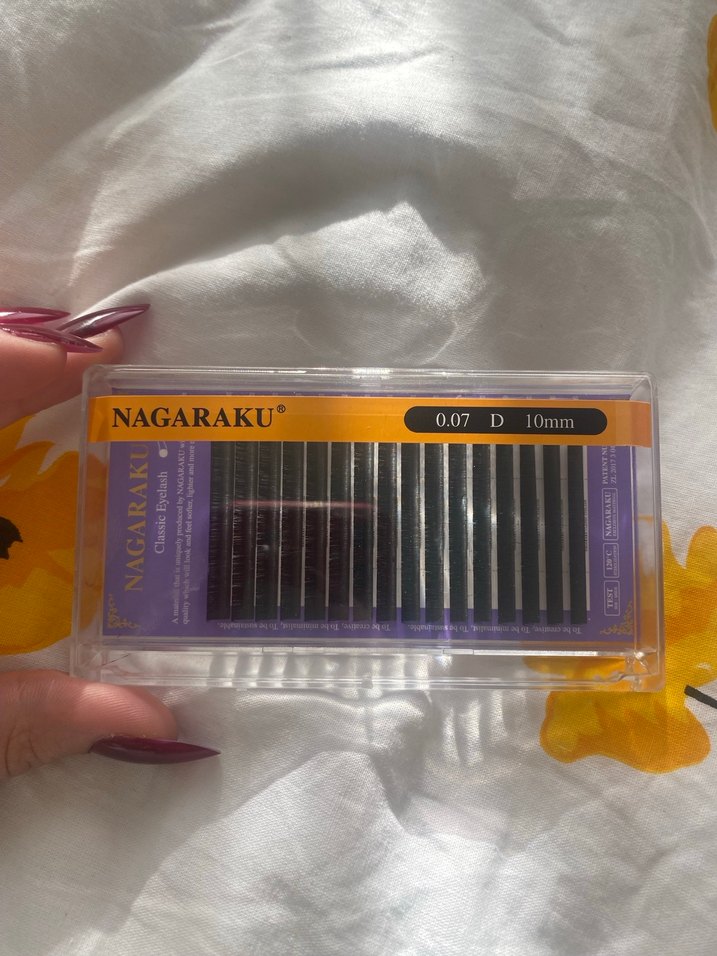 NAGARAKU®
0.07 D 10mm
NAGARAKU
Classic Eyelash
A material that is uniquely produced by NAGARAKU
quality which will look and feel softer, lighter and more
To be creative, To be minimalist, To be sustainable.
To be creative, To be minimalist, To be sustainable.
PATENT
NAGARAKU
120°C
TEST